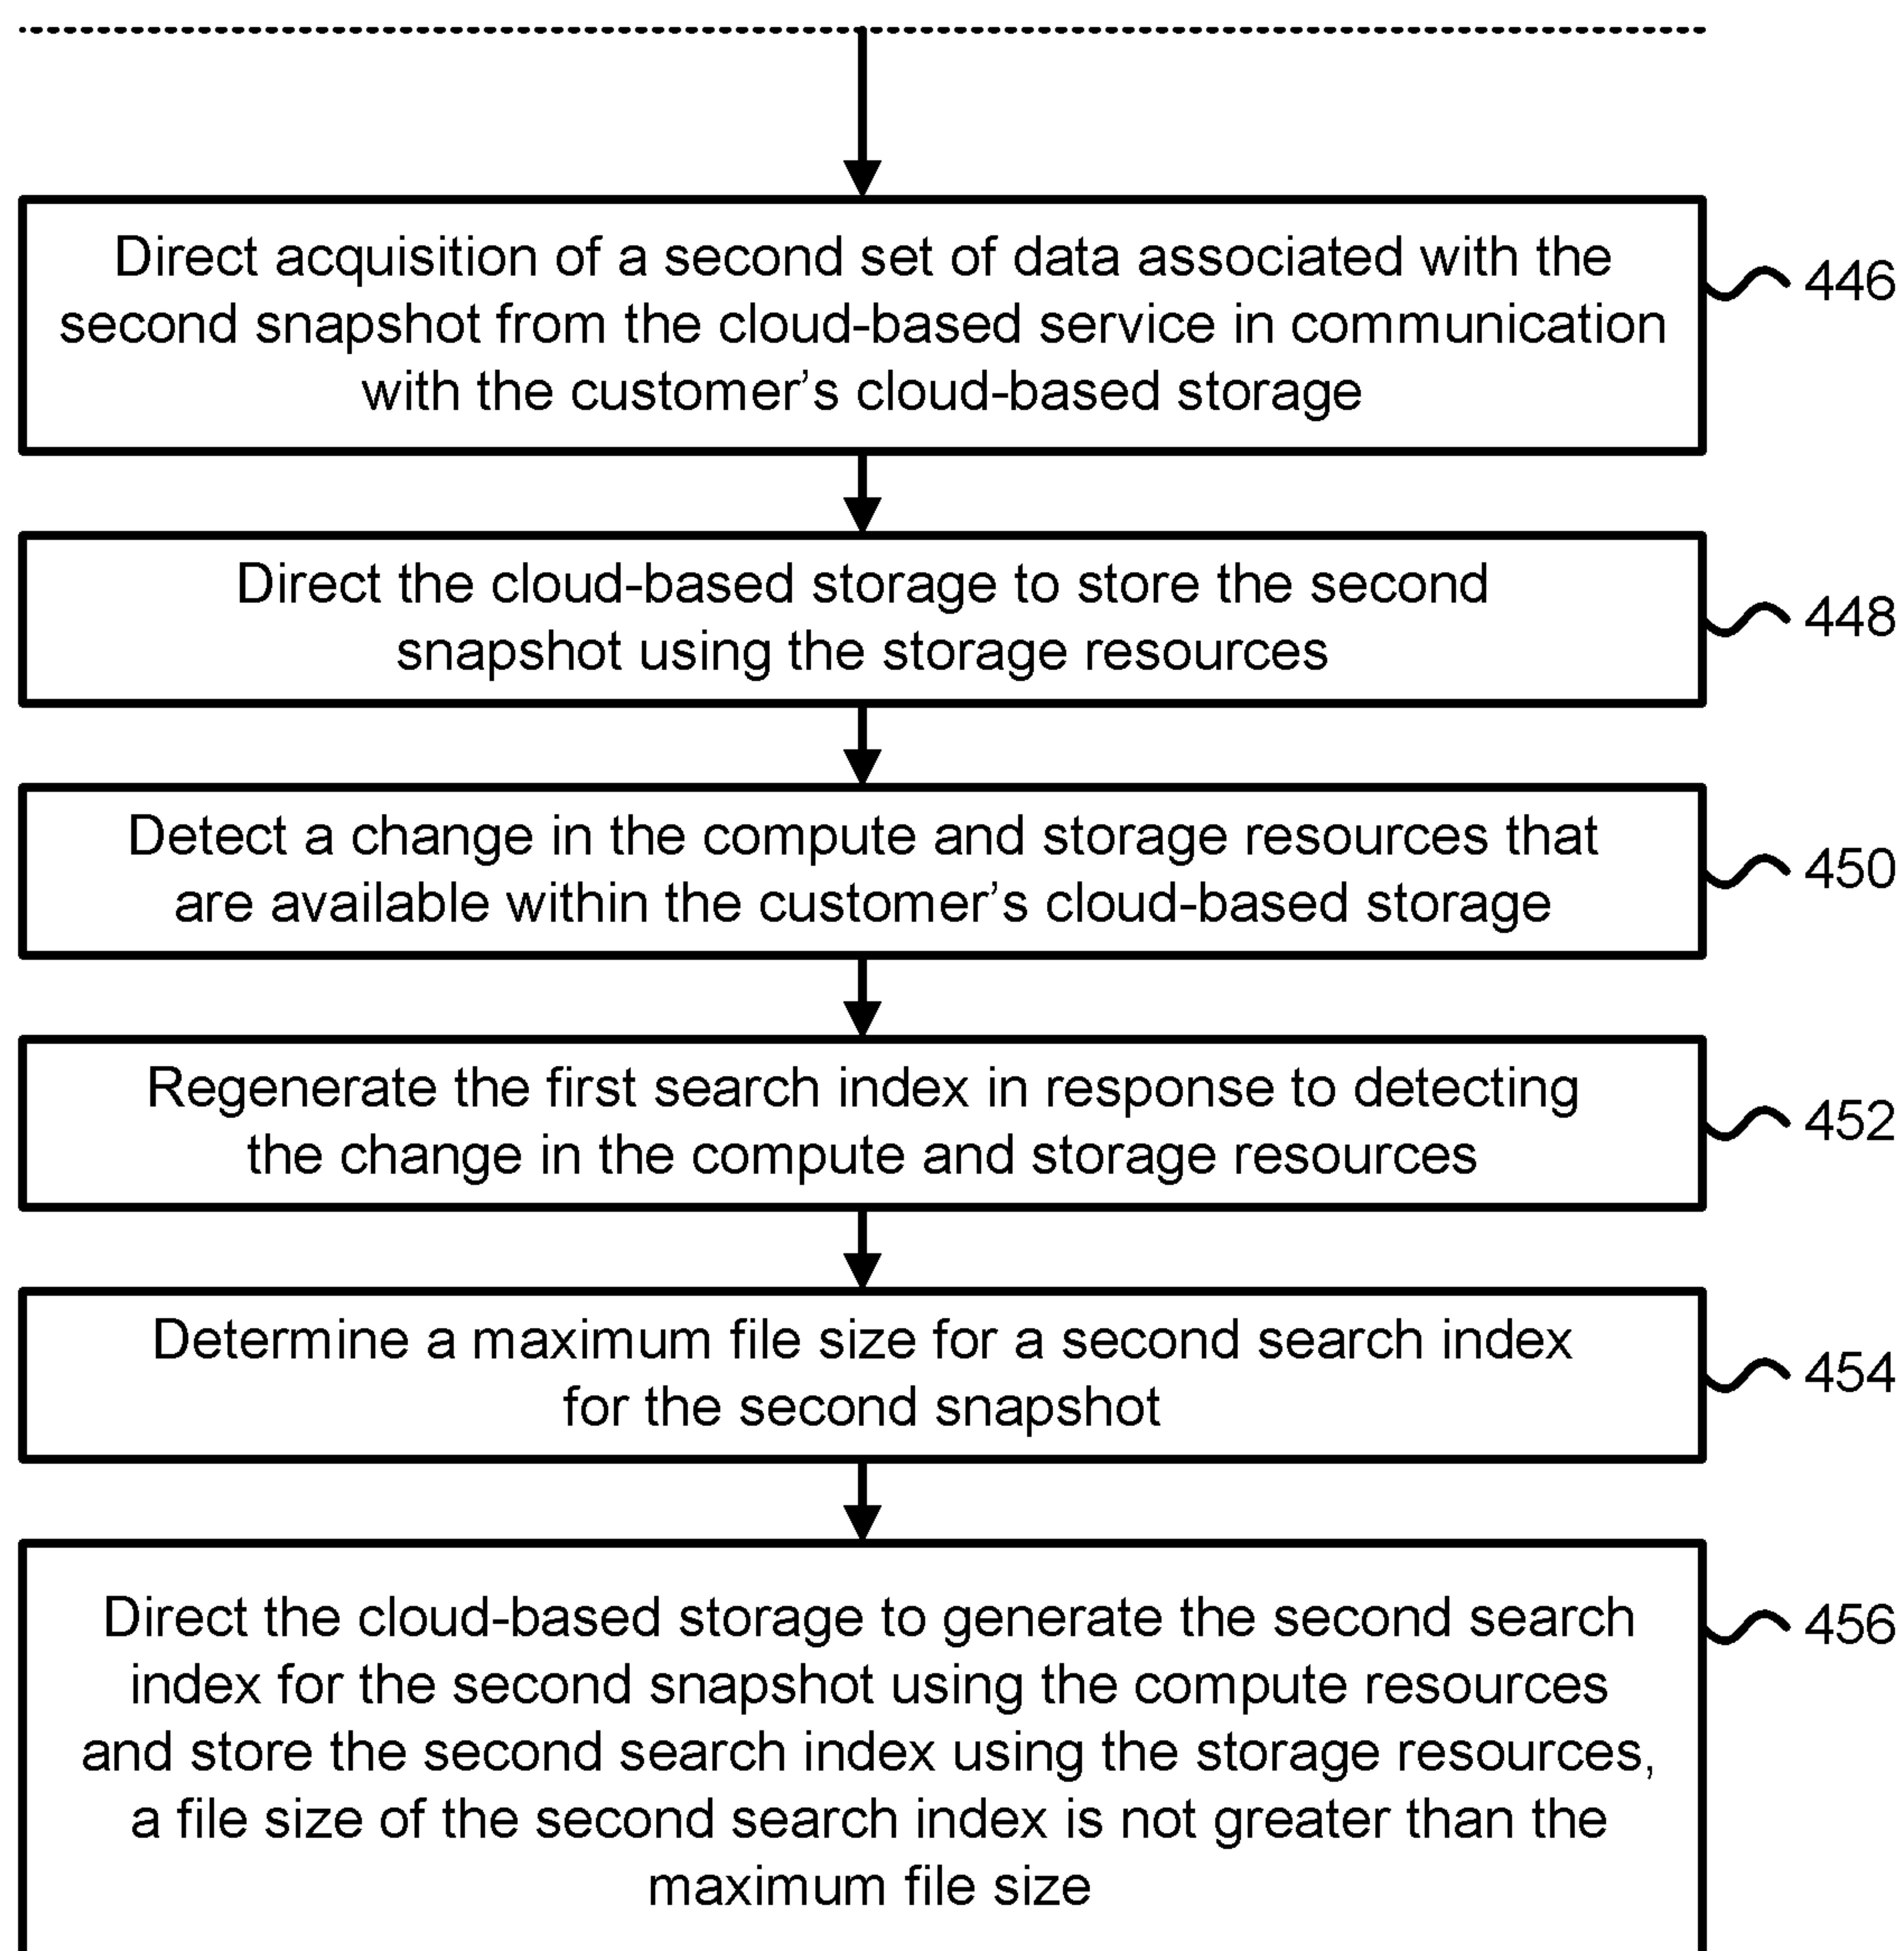 Direct acquisition of a second set of data associated with the
second snapshot from the cloud-based service in communication
with the customer’s cloud-based storage
446
Direct the cloud-based storage to store the second
snapshot using the storage resources
448
Detect a change in the compute and storage resources that
are available within the customer’s cloud-based storage
450
Regenerate the first search index in response to detecting
the change in the compute and storage resources
452
Determine a maximum file size for a second search index
for the second snapshot
454
Direct the cloud-based storage to generate the second search
index for the second snapshot using the compute resources
and store the second search index using the storage resources,
a file size of the second search index is not greater than the
maximum file size
456